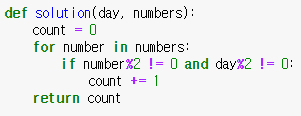 def solution(day, numbers):
    count = 0
    for number in numbers:
        if number%2 != 0 and day%2 != 0:
            count += 1
    return count